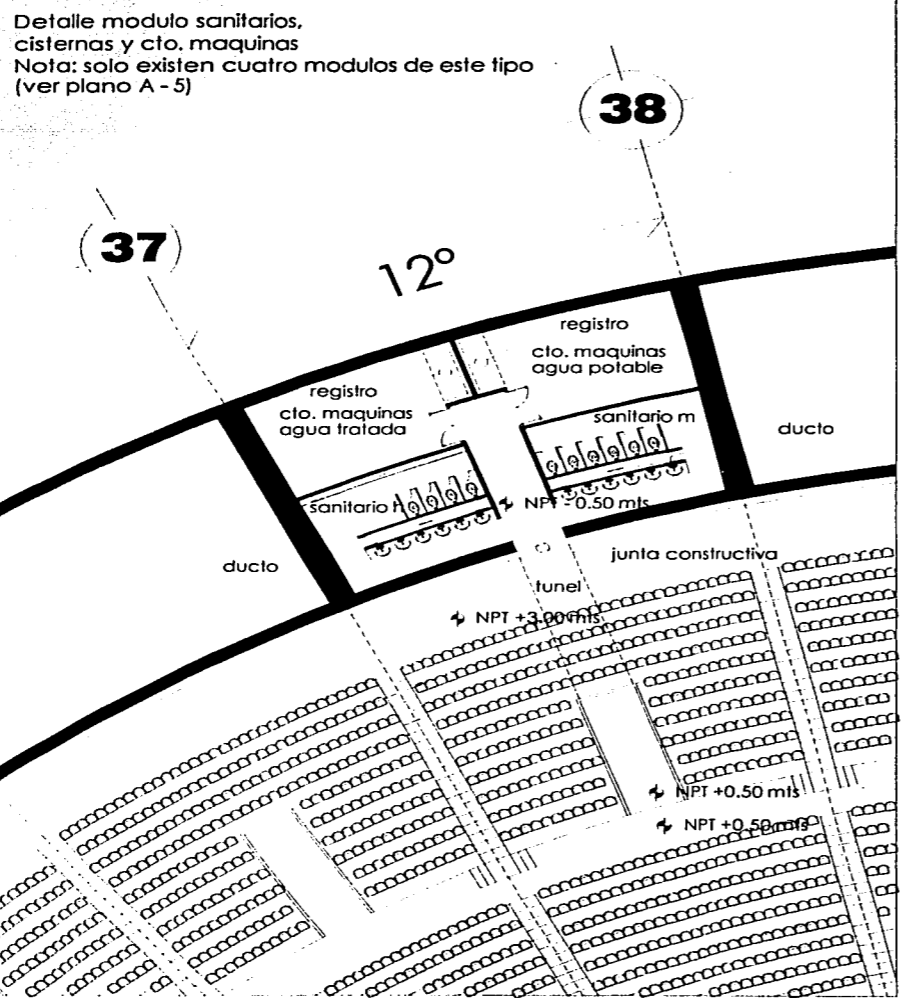 Detalle modulo sanitarios,
cisternas y cto. maquinas
Nota: solo existen cuatro modulos de este tipo
(ver plano A - 5)
38
37
12º
registro
cto. maquinas
agua potable
registro
cto. maquinas
agua tratada
sanitario m
ducto
sanitario h
NPT - 0.50 mts
ducto
junta constructiva
tunel
NPT +3.00 mts
NPT +0.50 mts
NPT +0.50 mts